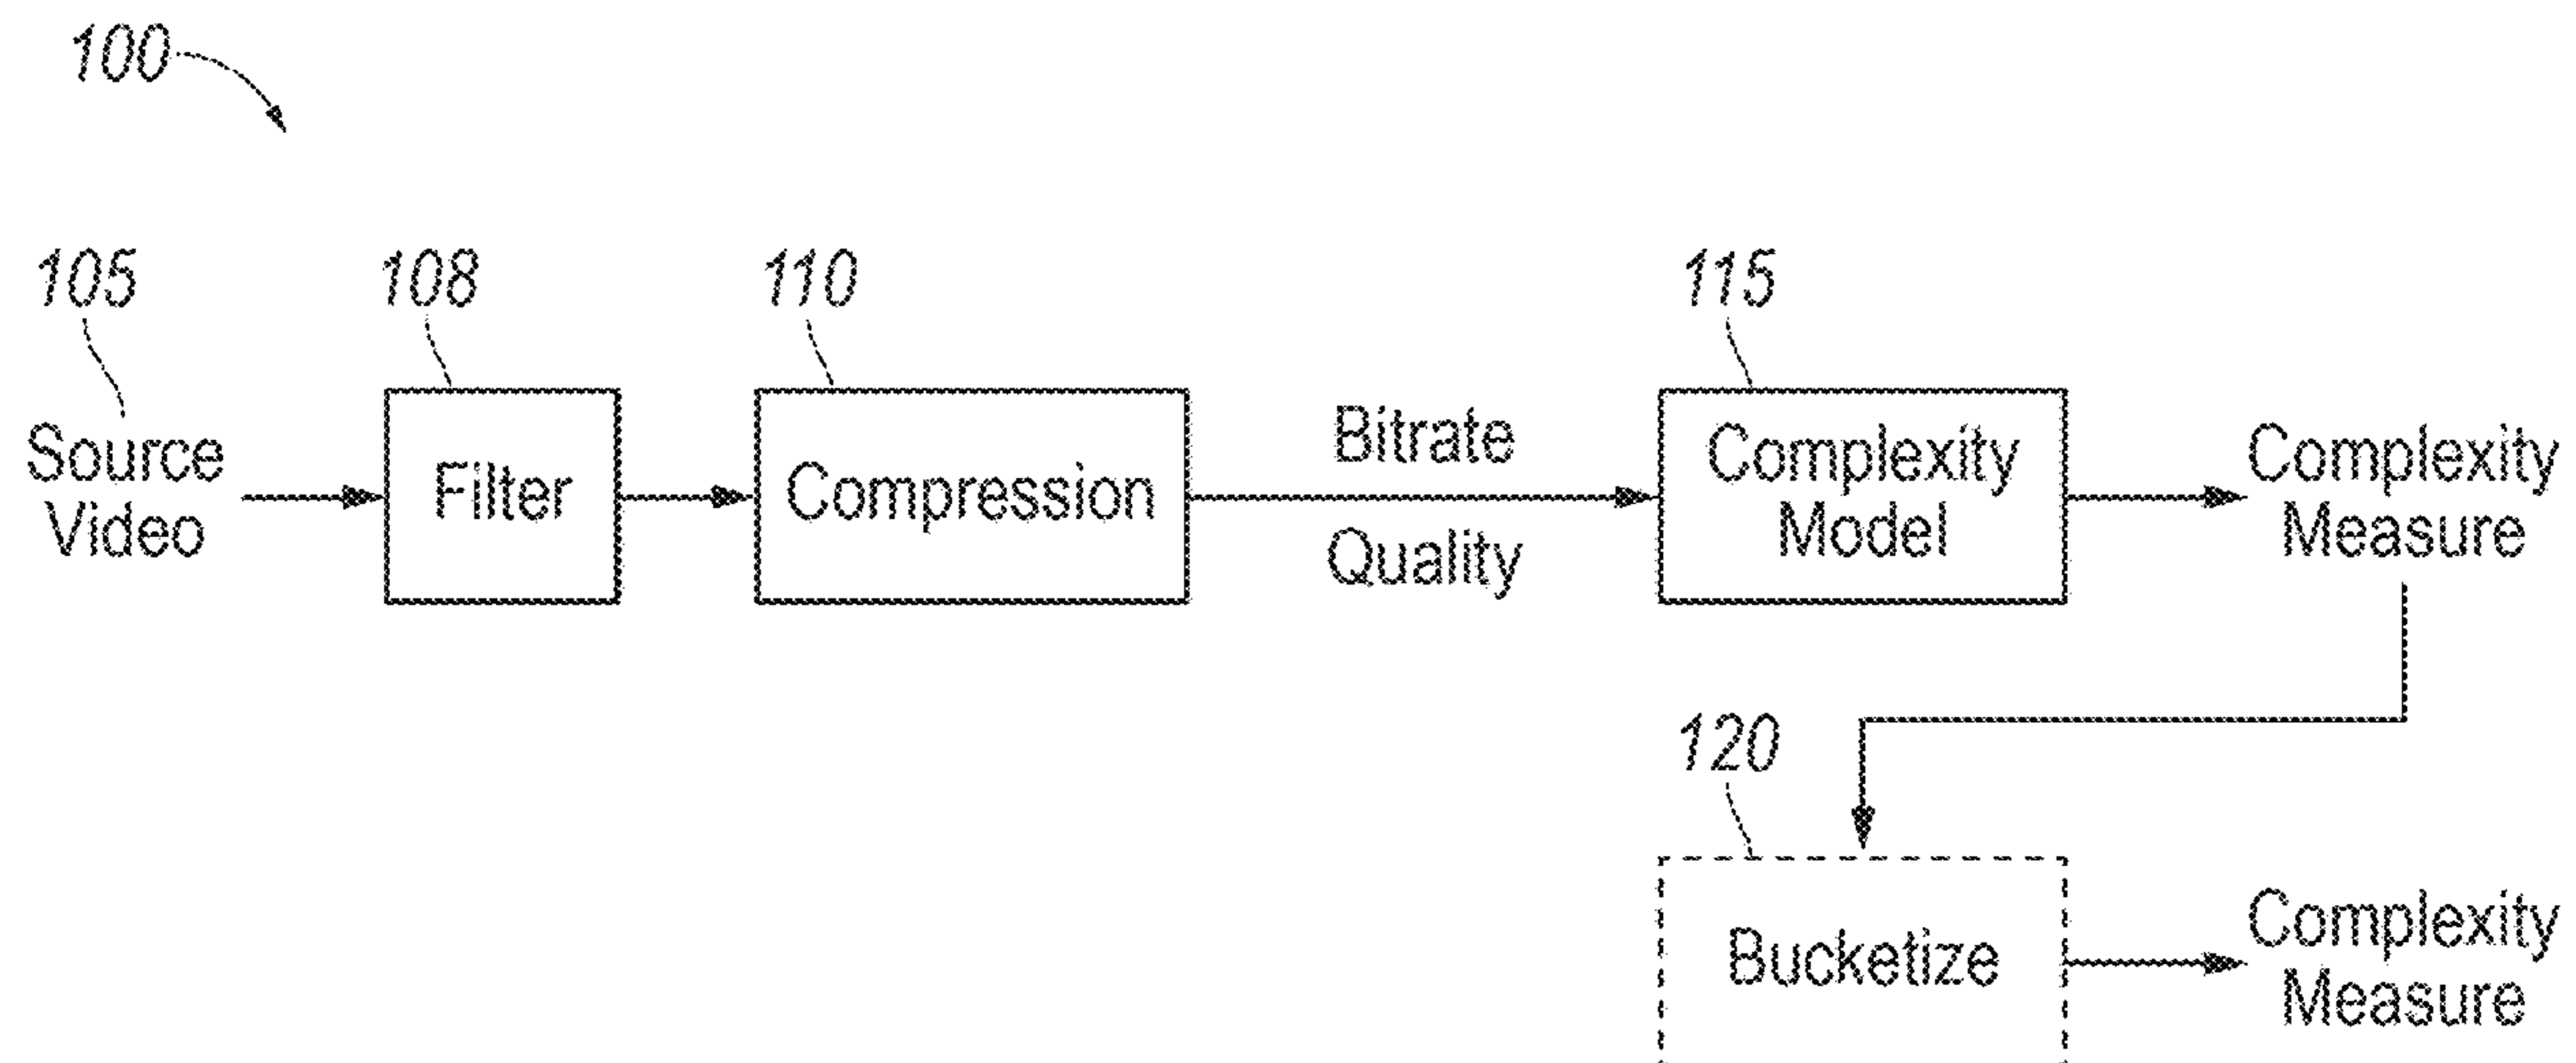 100
105
108
110
115
Source
Video
Filter
Compression
Bitrate
Quality
Complexity
Model
Complexity
Measure
120
Bucketize
Complexity
Measure